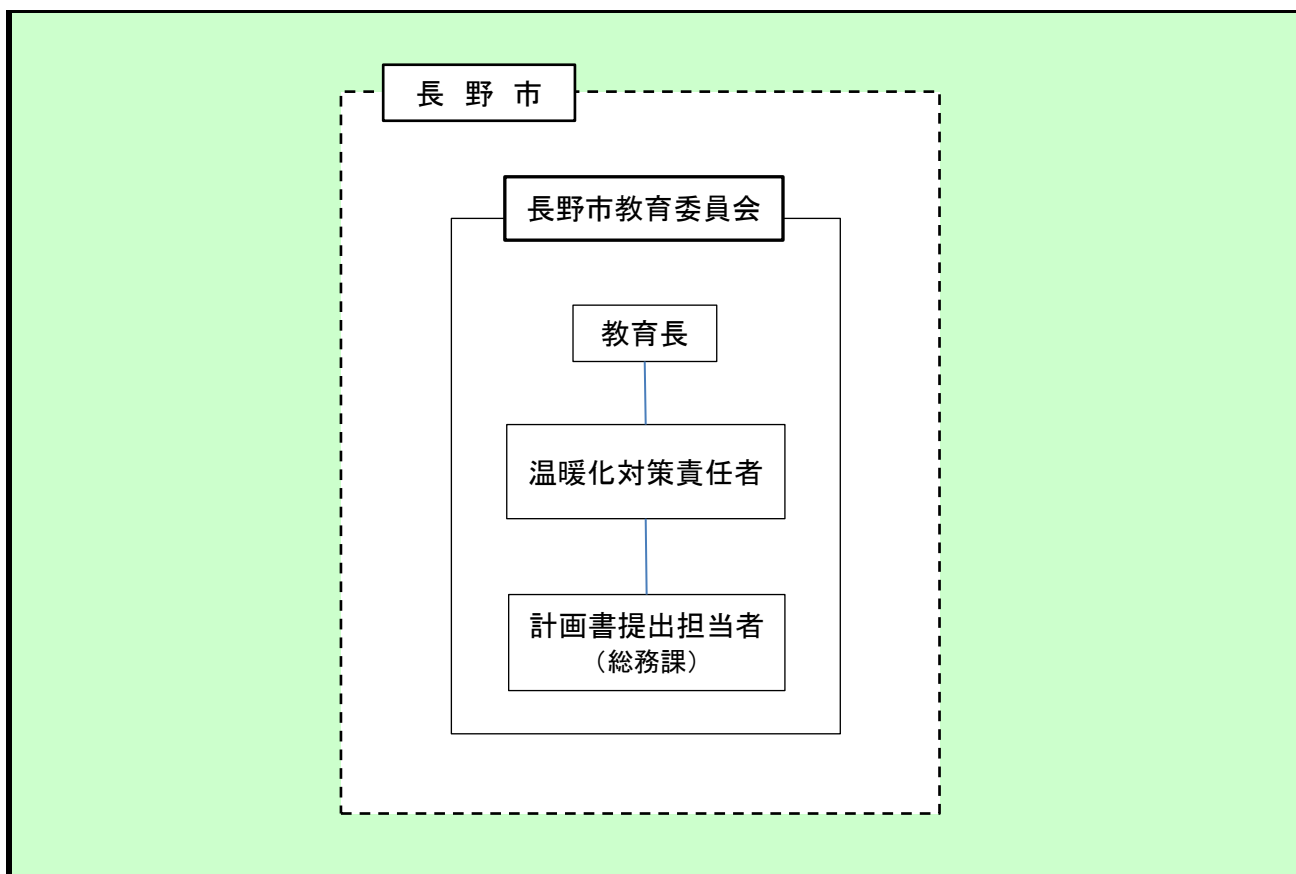 長 野 市
長野市教育委員会
教育長
温暖化対策責任者
計画書提出担当者
（総務課）